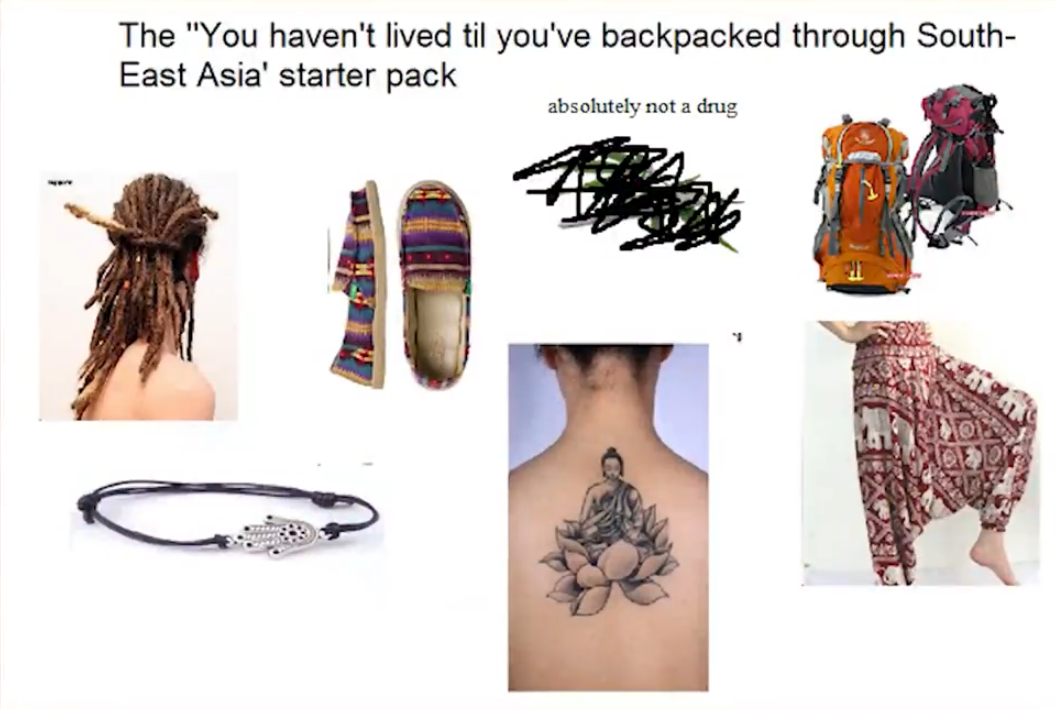 The "You haven't lived til you've backpacked through South-
East Asia' starter pack
absolutely not a drug